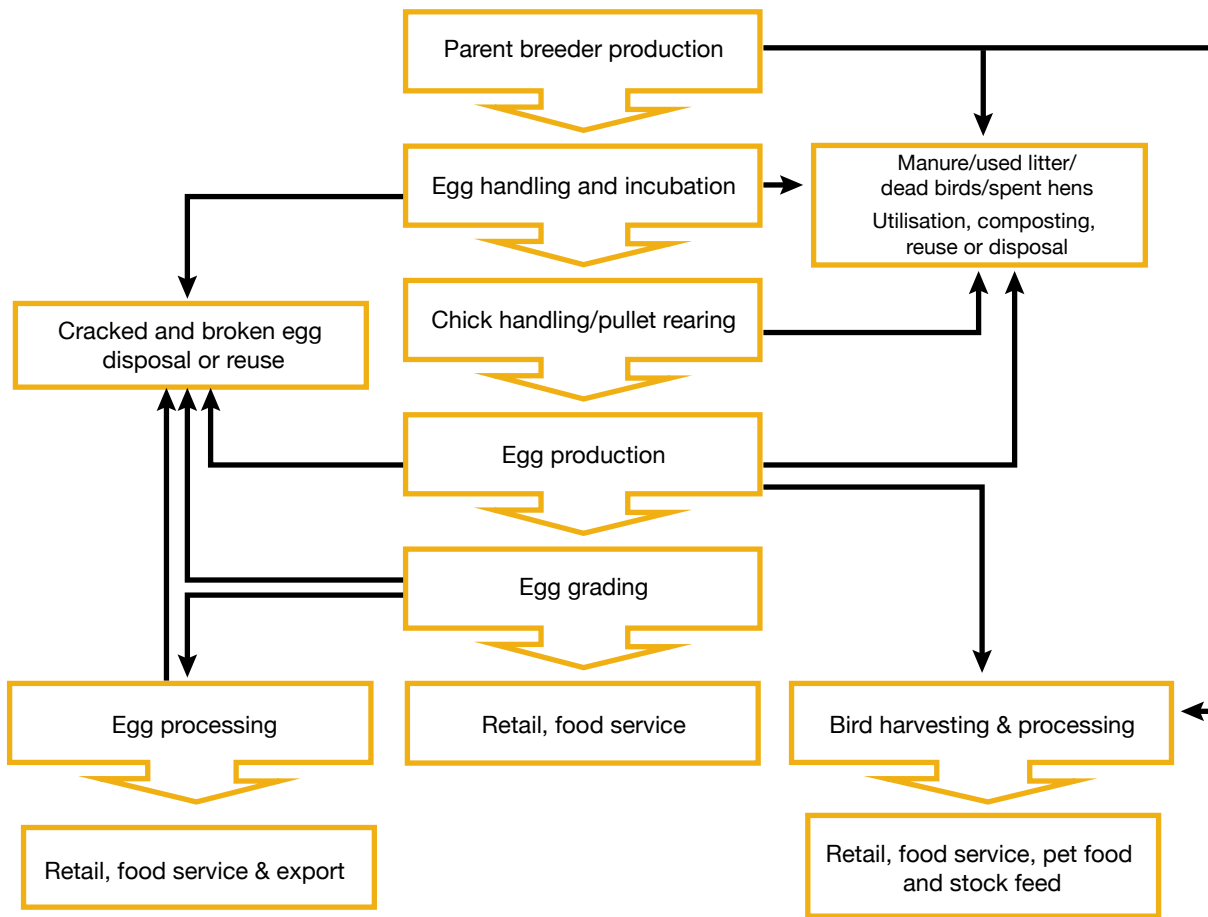 Parent breeder production
Manure/used litter/
dead birds/spent hens
Utilisation, composting,
reuse or disposal
Egg handling and incubation
Chick handling/pullet rearing
Cracked and broken egg
disposal or reuse
Egg production
Egg grading
Egg processing
Retail, food service
Bird harvesting & processing
Retail, food service & export
Retail, food service, pet food
and stock feed